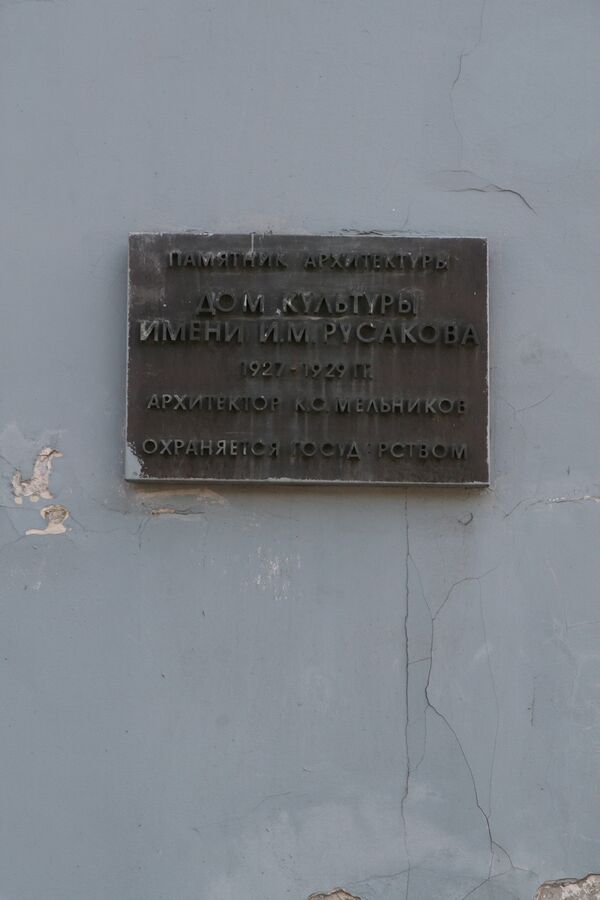 ПАМЯТНИК АРХИТЕКТУРЫ
ДОМ КУЛЬТУРЫ
ИМЕНИ И.М.РУСАКОВА
1927-1929 ГГ.
АРХИТЕКТОР К.С.МЕЛЬНИКОВ
ОХРАНЯЕТСЯ ГОСУД РСТВОМ